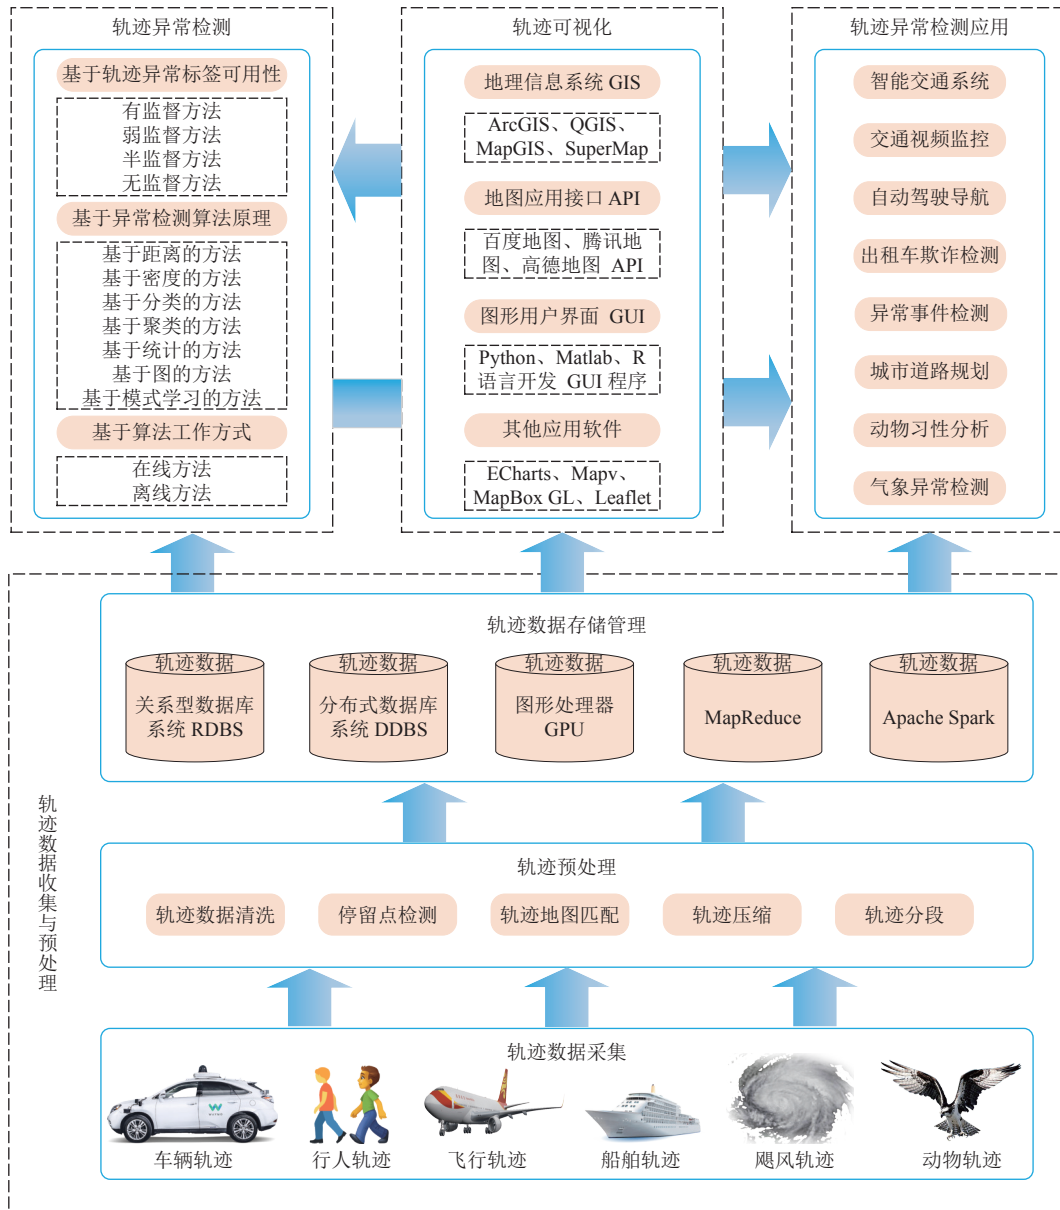 轨迹异常检测
基于轨迹异常标签可用性
有监督方法
弱监督方法
半监督方法
无监督方法
基于异常检测算法原理
基于距离的方法
基于密度的方法
基于分类的方法
基于聚类的方法
基于统计的方法
基于图的方法
基于模式学习的方法
基于算法工作方式
在线方法
离线方法
轨迹可视化
地理信息系统 GIS
ArcGIS、QGIS、
MapGIS、SuperMap
地图应用接口 API
百度地图、腾讯地
图、高德地图 API
图形用户界面 GUI
Python、Matlab、R
语言开发 GUI 程序
其他应用软件
ECharts、Mapv、
MapBox GL、Leaflet
轨迹异常检测应用
智能交通系统
交通视频监控
自动驾驶导航
出租车欺诈检测
异常事件检测
城市道路规划
动物习性分析
气象异常检测
轨迹数据收集与预处理
轨迹数据存储管理
轨迹数据
关系型数据库
系统 RDBS
轨迹数据
分布式数据库
系统 DDBS
轨迹数据
图形处理器
GPU
轨迹数据
MapReduce
轨迹数据
Apache Spark
轨迹预处理
轨迹数据清洗
停留点检测
轨迹地图匹配
轨迹压缩
轨迹分段
轨迹数据采集
车辆轨迹
行人轨迹
飞行轨迹
船舶轨迹
飓风轨迹
动物轨迹